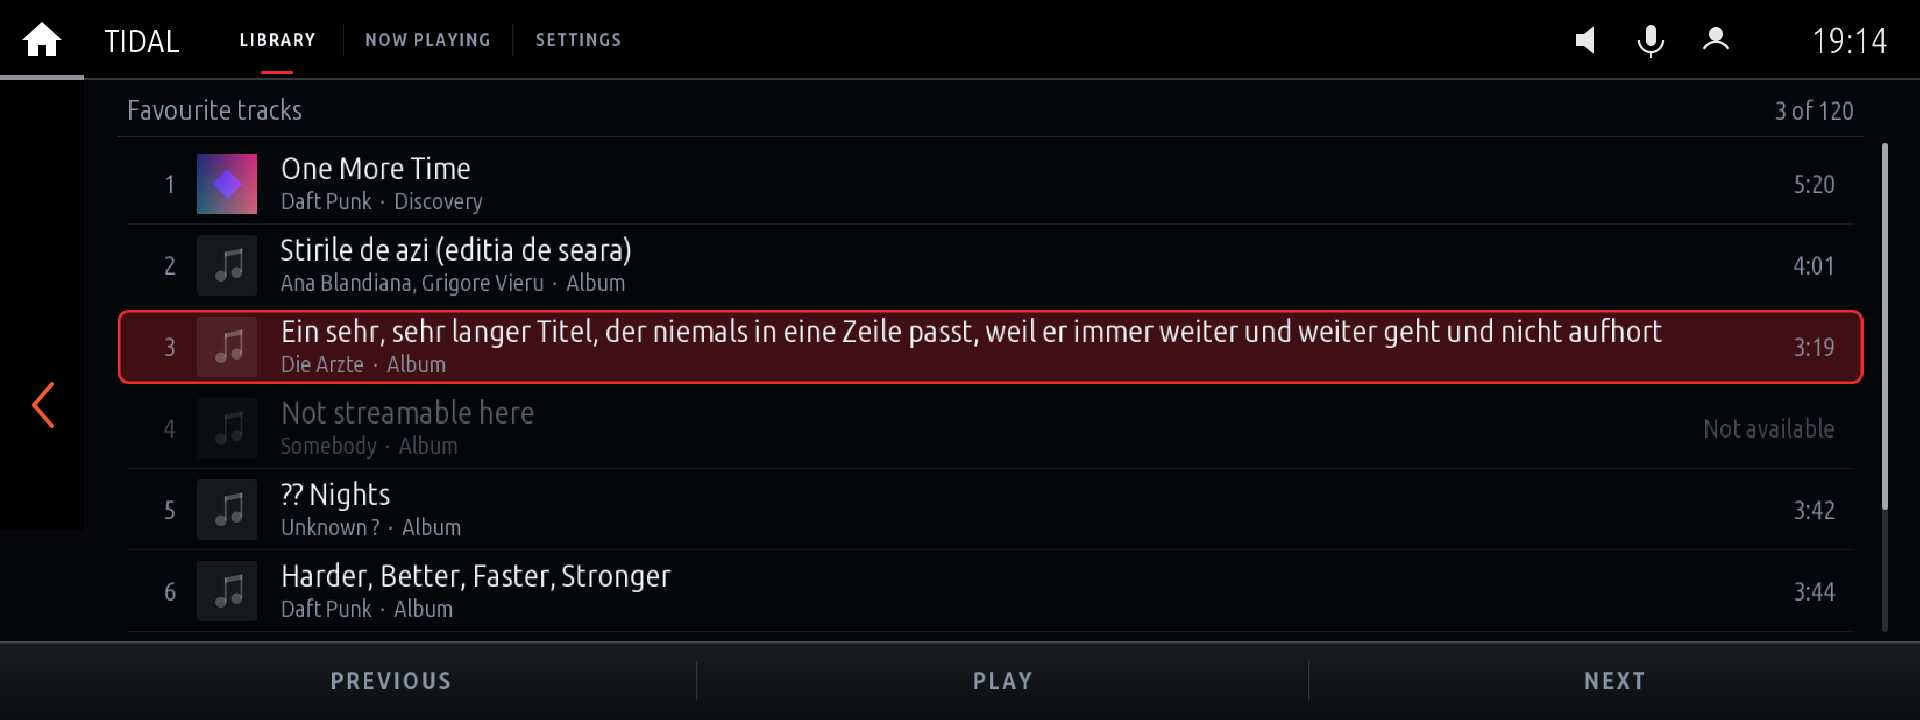 TIDAL LIBRARY NOW PLAYING SETTINGS 19:14
Favourite tracks 3 of 120
1 One More Time 5:20
Daft Punk · Discovery
2 Stirile de azi (editia de seara) 4:01
Ana Blandiana, Grigore Vieru · Album
3 Ein sehr, sehr langer Titel, der niemals in eine Zeile passt, weil er immer weiter und weiter geht und nicht aufhort 3:19
Die Arzte · Album
4 Not streamable here Not available
Somebody · Album
5 ?? Nights 3:42
Unknown ? · Album
6 Harder, Better, Faster, Stronger 3:44
Daft Punk · Album
PREVIOUS PLAY NEXT